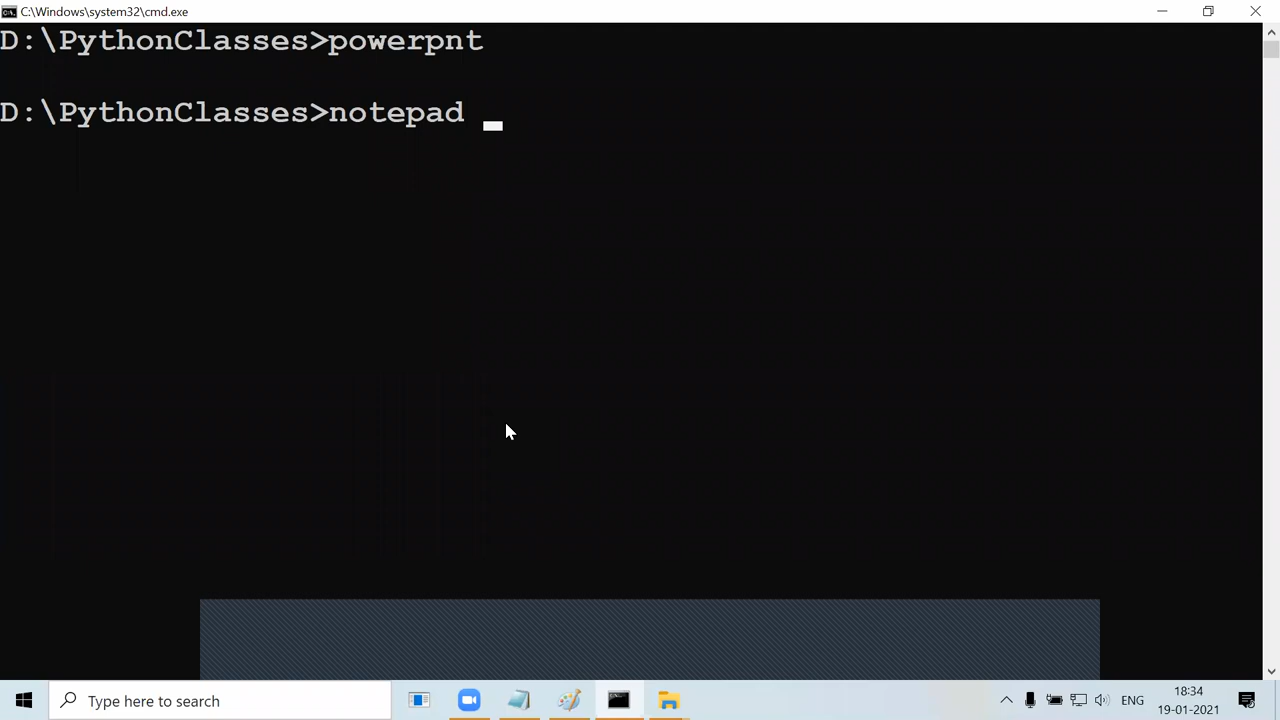 C:\Windows\system32\cmd.exe
D:\PythonClasses>powerpnt
D:\PythonClasses>notepad
Type here to search
ENG
18:34
19-01-2021